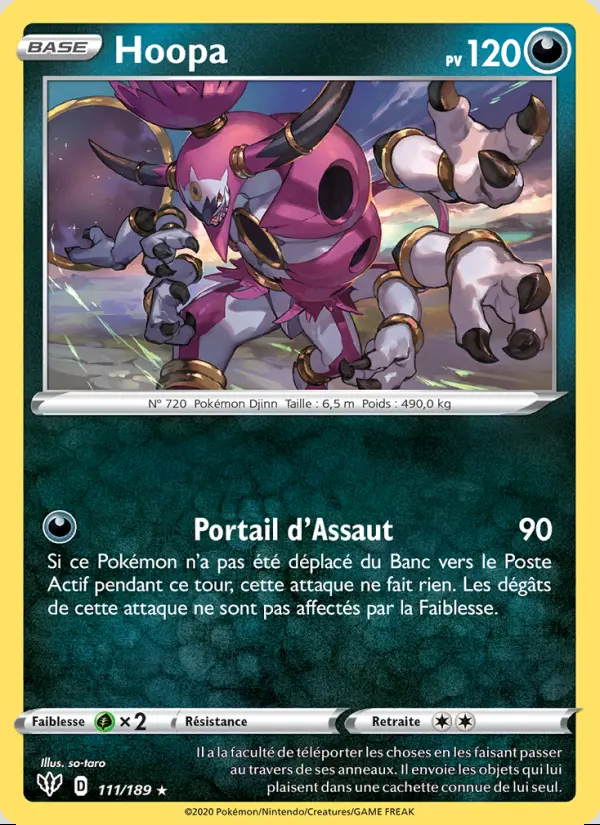 BASE Hoopa PV 120
N° 720 Pokémon Djinn Taille : 6,5 m Poids : 490,0 kg
Portail d'Assaut 90
Si ce Pokémon n'a pas été déplacé du Banc vers le Poste
Actif pendant ce tour, cette attaque ne fait rien. Les dégâts
de cette attaque ne sont pas affectés par la Faiblesse.
Faiblesse ×2 Résistance Retraite
Illus. so-taro
D 111/189 ★
Il a la faculté de téléporter les choses en les faisant passer
au travers de ses anneaux. Il envoie les objets qui lui
plaisent dans une cachette connue de lui seul.
©2020 Pokémon/Nintendo/Creatures/GAME FREAK